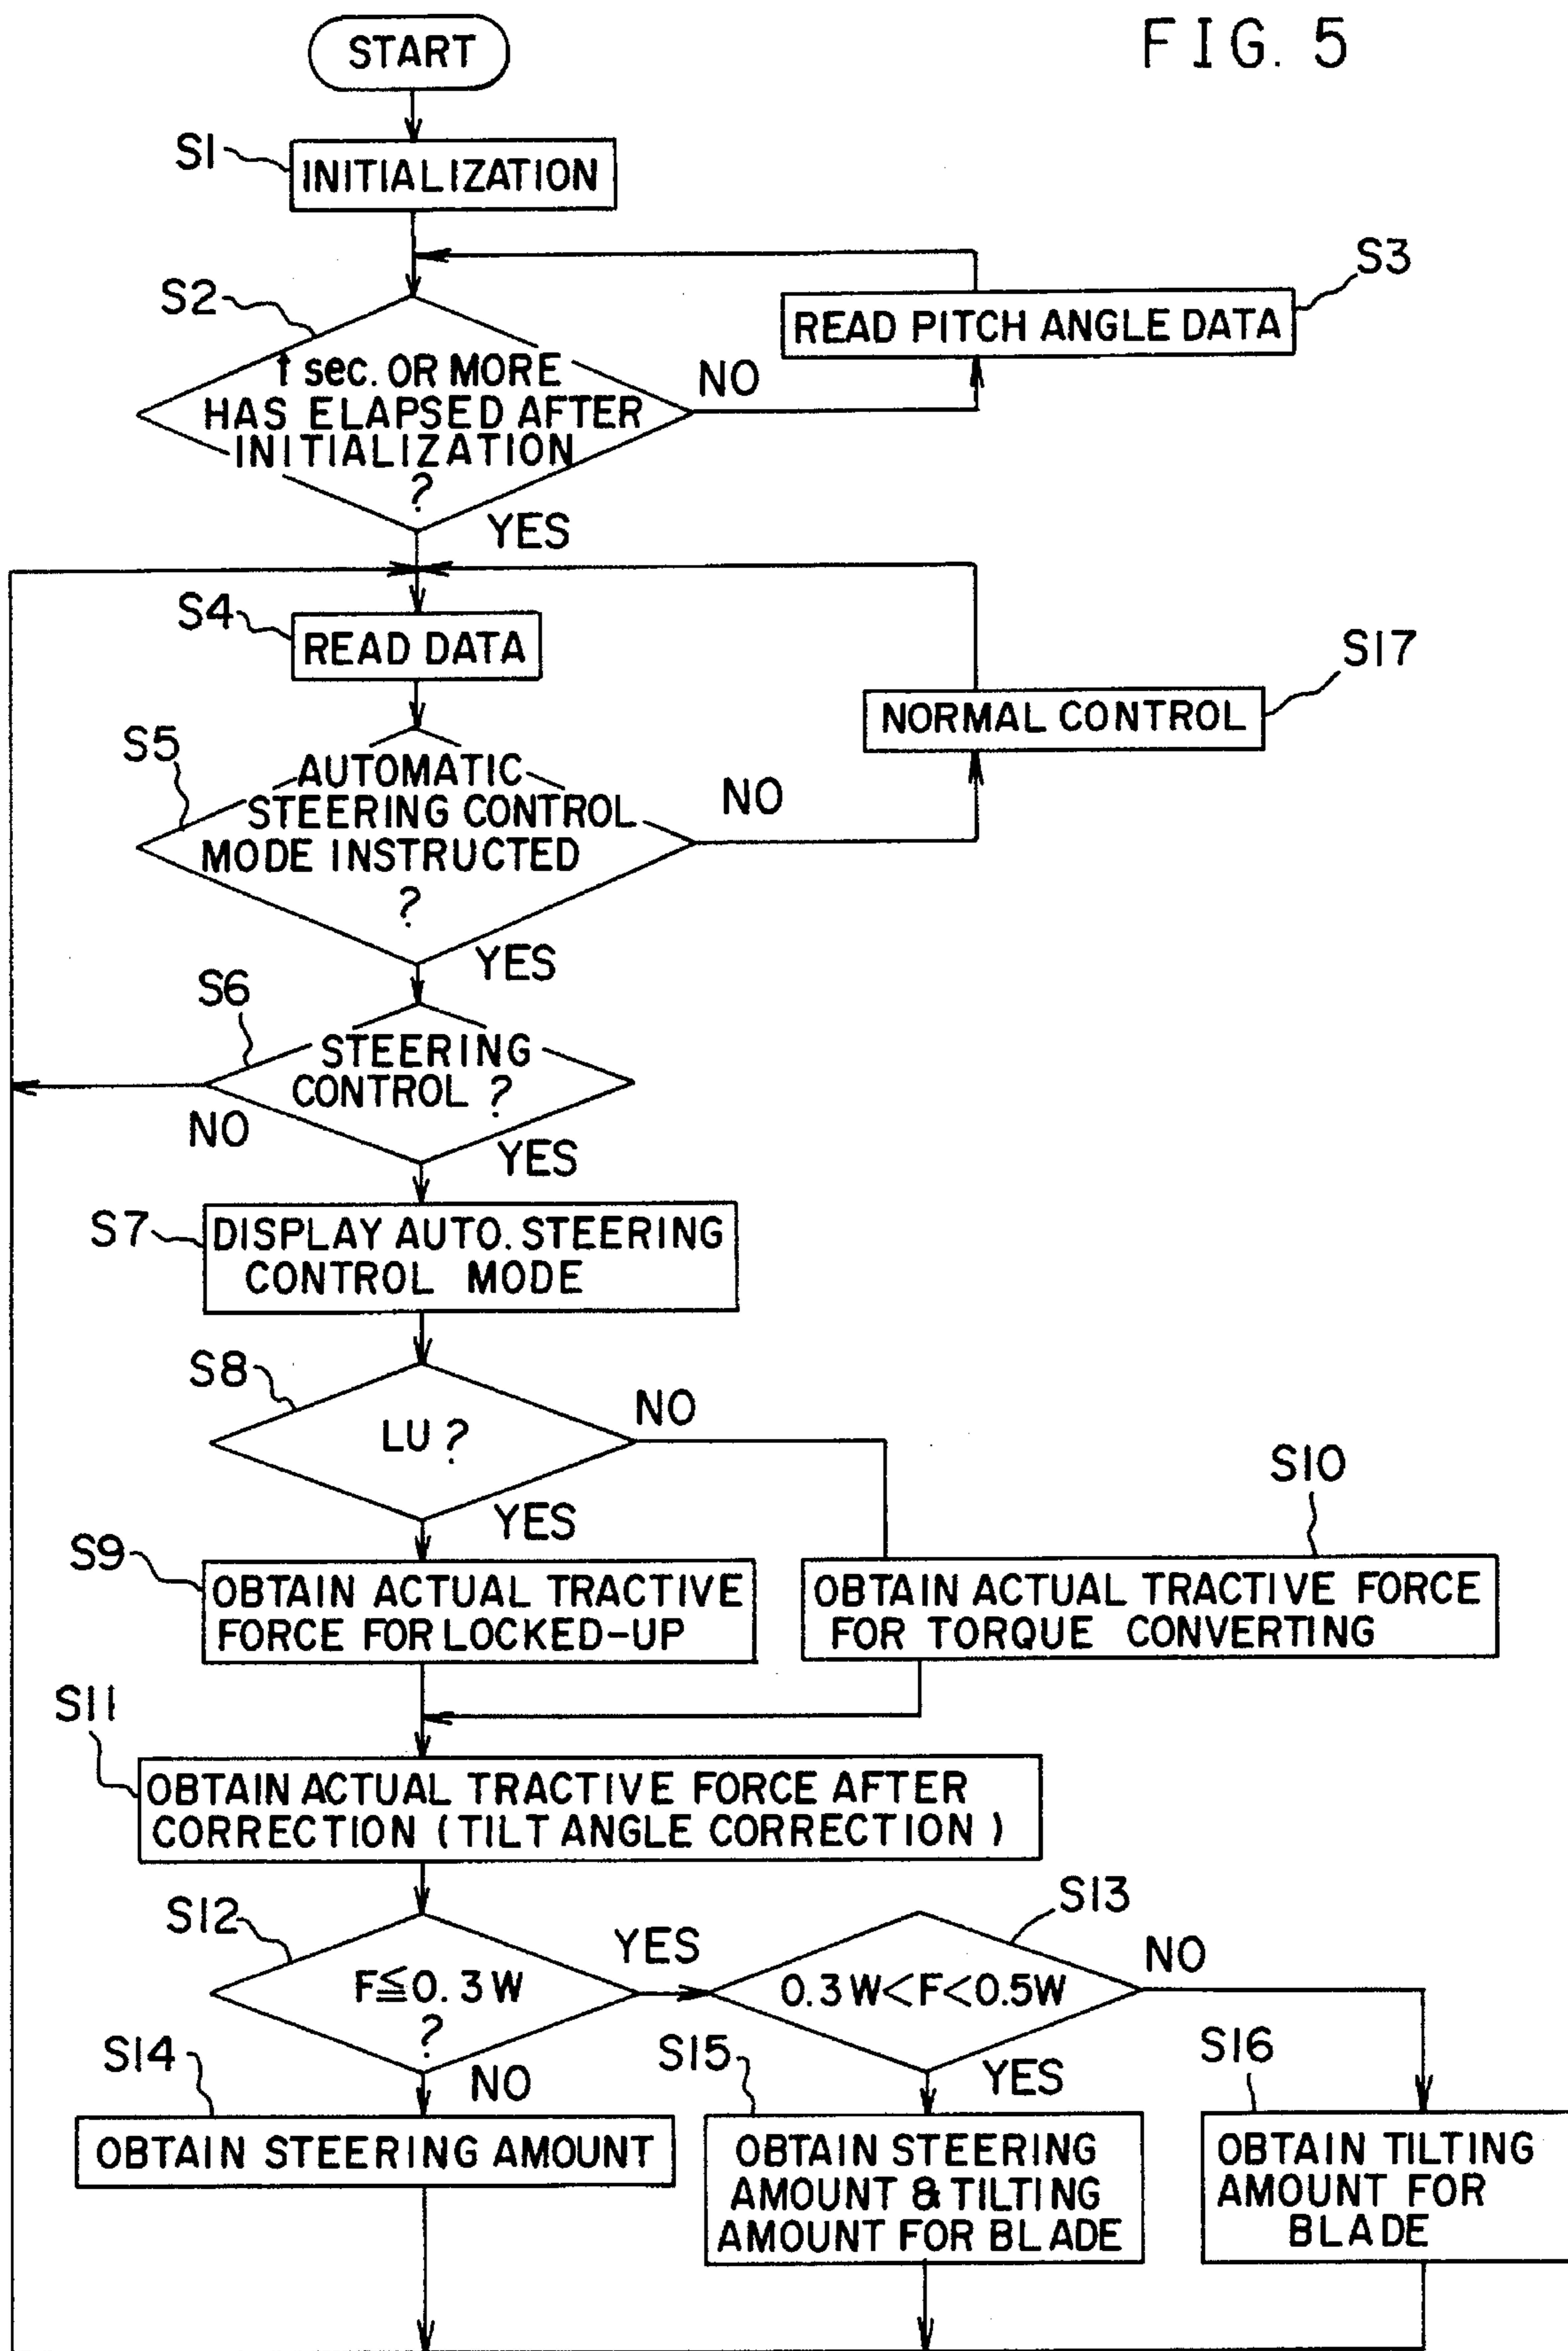 FIG. 5
START
S1
INITIALIZATION
S3
READ PITCH ANGLE DATA
S2
t sec. OR MORE
HAS ELAPSED AFTER
INITIALIZATION
?
NO
YES
S4
READ DATA
S17
NORMAL CONTROL
S5
AUTOMATIC
STEERING CONTROL
MODE INSTRUCTED
?
NO
YES
S6
STEERING
CONTROL ?
NO
YES
S7
DISPLAY AUTO. STEERING
CONTROL MODE
S8
LU ?
NO
YES
S9
OBTAIN ACTUAL TRACTIVE
FORCE FOR LOCKED-UP
S10
OBTAIN ACTUAL TRACTIVE FORCE
FOR TORQUE CONVERTING
S11
OBTAIN ACTUAL TRACTIVE FORCE AFTER
CORRECTION (TILT ANGLE CORRECTION)
S12
F≦0.3W
?
YES
NO
S13
0.3W<F<0.5W
NO
YES
S14
OBTAIN STEERING AMOUNT
S15
OBTAIN STEERING
AMOUNT & TILTING
AMOUNT FOR BLADE
S16
OBTAIN TILTING
AMOUNT FOR
BLADE